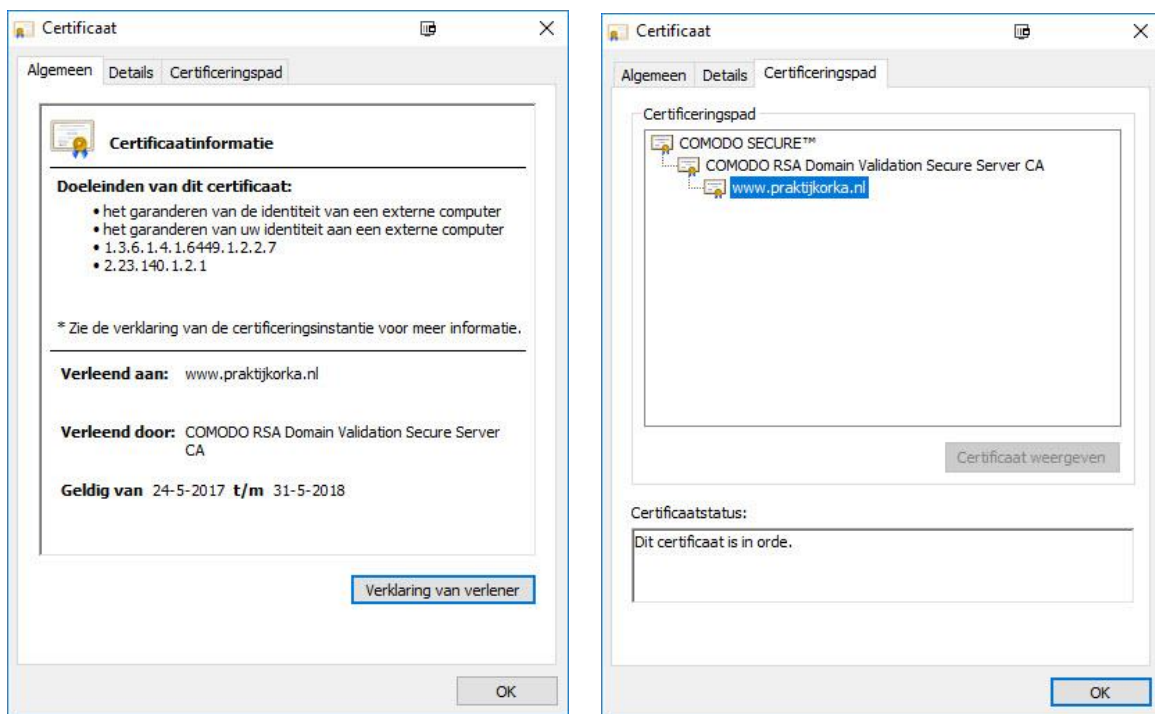 Certificaat
Algemeen Details Certificeringspad
Certificaatinformatie
Doeleinden van dit certificaat:
• het garanderen van de identiteit van een externe computer
• het garanderen van uw identiteit aan een externe computer
• 1.3.6.1.4.1.6449.1.2.2.7
• 2.23.140.1.2.1
* Zie de verklaring van de certificeringsinstantie voor meer informatie.
Verleend aan: www.praktijkorka.nl
Verleend door: COMODO RSA Domain Validation Secure Server
CA
Geldig van 24-5-2017 t/m 31-5-2018
Verklaring van verlener
OK
Certificaat
Algemeen Details Certificeringspad
Certificeringspad
COMODO SECURE™
COMODO RSA Domain Validation Secure Server CA
www.praktijkorka.nl
Certificaat weergeven
Certificaatstatus:
Dit certificaat is in orde.
OK